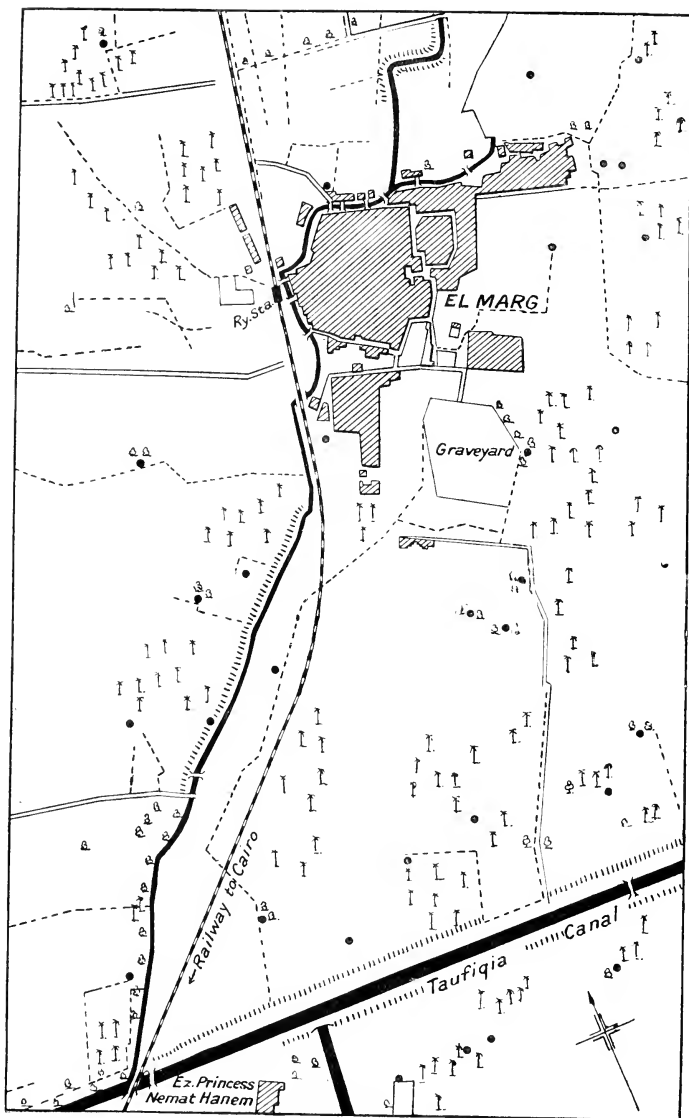 EL MARG
Ry. Sta.
Graveyard
Railway to Cairo
Taufiqia Canal
Ez. Princess
Nemat Hanem